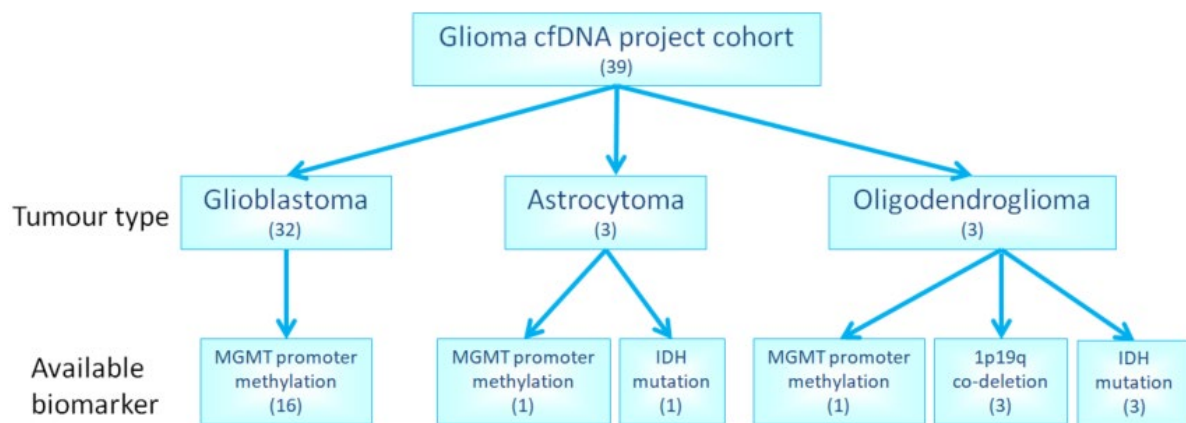 Glioma cfDNA project cohort
(39)
Tumour type
Glioblastoma
(32)
Astrocytoma
(3)
Oligodendroglioma
(3)
Available
biomarker
MGMT promoter
methylation
(16)
MGMT promoter
methylation
(1)
IDH
mutation
(1)
MGMT promoter
methylation
(1)
1p19q
co-deletion
(3)
IDH
mutation
(3)